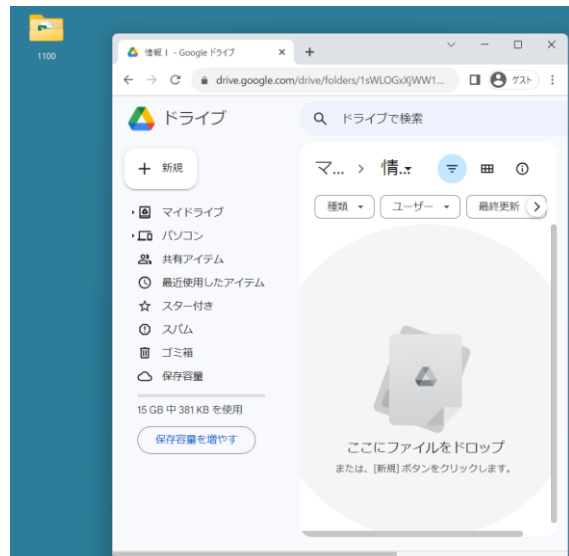 1100
情報Ⅰ - Google ドライブ
drive.google.com/drive/folders/1sWLOGxXjWW1...
ゲスト
ドライブ
ドライブで検索
新規
マ... > 情...
種類
ユーザー
最終更新
マイドライブ
パソコン
共有アイテム
最近使用したアイテム
スター付き
スパム
ゴミ箱
保存容量
15 GB 中 381 KB を使用
保存容量を増やす
ここにファイルをドロップ
または、[新規] ボタンをクリックします。